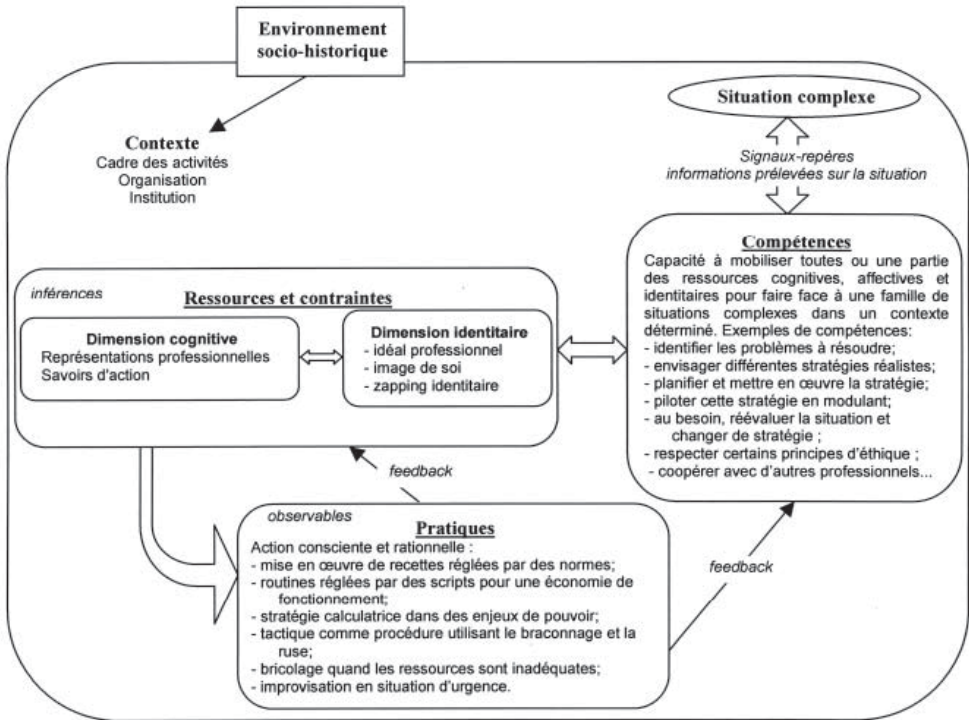 Environnement
socio-historique
Contexte
Cadre des activités
Organisation
Institution
Situation complexe
Signaux-repères
informations prélevées sur la situation
Compétences
Capacité à mobiliser toutes ou une partie
des ressources cognitives, affectives et
identitaires pour faire face à une famille de
situations complexes dans un contexte
déterminé. Exemples de compétences:
- identifier les problèmes à résoudre;
- envisager différentes stratégies réalistes;
- planifier et mettre en œuvre la stratégie;
- piloter cette stratégie en modulant;
- au besoin, réévaluer la situation et
changer de stratégie ;
- respecter certains principes d'éthique ;
- coopérer avec d'autres professionnels...
inférences
Ressources et contraintes
Dimension cognitive
Représentations professionnelles
Savoirs d'action
Dimension identitaire
- idéal professionnel
- image de soi
- zapping identitaire
feedback
observables
Pratiques
Action consciente et rationnelle :
- mise en œuvre de recettes réglées par des normes;
- routines réglées par des scripts pour une économie de
fonctionnement;
- stratégie calculatrice dans des enjeux de pouvoir;
- tactique comme procédure utilisant le braconnage et la
ruse;
- bricolage quand les ressources sont inadéquates;
- improvisation en situation d'urgence.
feedback